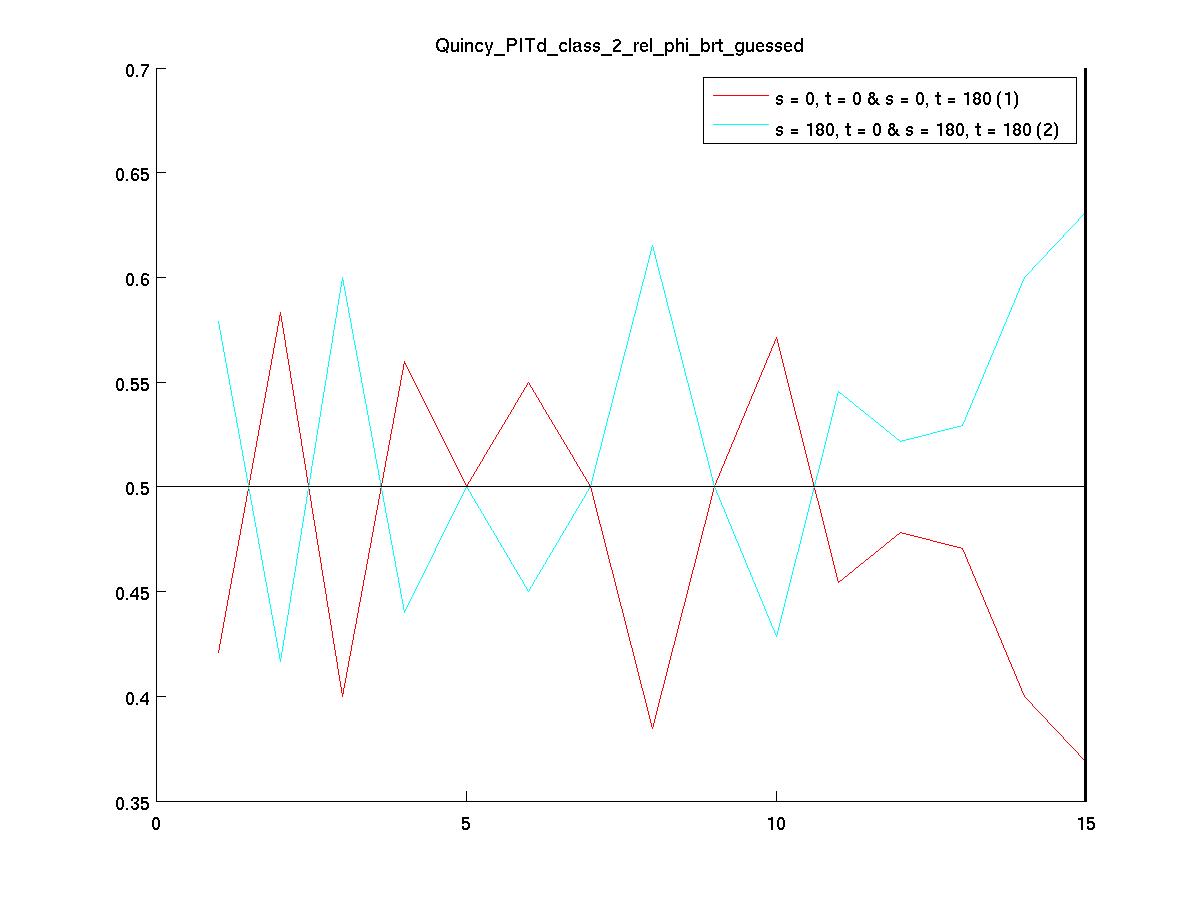 Quincy_PITd_class_2_rel_phi_brt_guessed
0.7
s = 0, t = 0 & s = 0, t = 180 (1)
s = 180, t = 0 & s = 180, t = 180 (2)
0.65
0.6
0.55
0.5
0.45
0.4
0.35
0 5 10 15